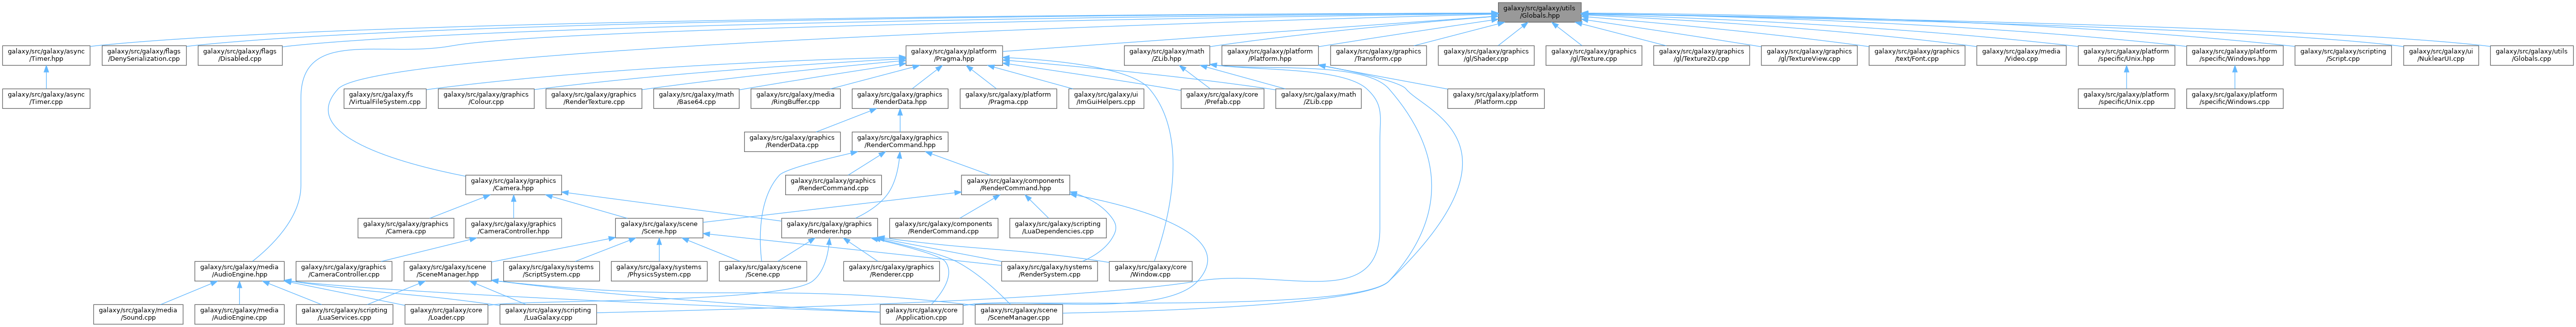 galaxy/src/galaxy/utils
/Globals.hpp
galaxy/src/galaxy/async
/Timer.hpp
galaxy/src/galaxy/flags
/DenySerialization.cpp
galaxy/src/galaxy/flags
/Disabled.cpp
galaxy/src/galaxy/platform
/Pragma.hpp
galaxy/src/galaxy/math
/ZLib.hpp
galaxy/src/galaxy/platform
/Platform.hpp
galaxy/src/galaxy/graphics
/Transform.cpp
galaxy/src/galaxy/graphics
/gl/Shader.cpp
galaxy/src/galaxy/graphics
/gl/Texture.cpp
galaxy/src/galaxy/graphics
/gl/Texture2D.cpp
galaxy/src/galaxy/graphics
/gl/TextureView.cpp
galaxy/src/galaxy/graphics
/text/Font.cpp
galaxy/src/galaxy/media
/Video.cpp
galaxy/src/galaxy/platform
/specific/Unix.hpp
galaxy/src/galaxy/platform
/specific/Windows.hpp
galaxy/src/galaxy/scripting
/Script.cpp
galaxy/src/galaxy/ui
/NuklearUI.cpp
galaxy/src/galaxy/utils
/Globals.cpp
galaxy/src/galaxy/async
/Timer.cpp
galaxy/src/galaxy/fs
/VirtualFileSystem.cpp
galaxy/src/galaxy/graphics
/Colour.cpp
galaxy/src/galaxy/graphics
/RenderTexture.cpp
galaxy/src/galaxy/math
/Base64.cpp
galaxy/src/galaxy/media
/RingBuffer.cpp
galaxy/src/galaxy/graphics
/RenderData.hpp
galaxy/src/galaxy/platform
/Pragma.cpp
galaxy/src/galaxy/ui
/ImGuiHelpers.cpp
galaxy/src/galaxy/core
/Prefab.cpp
galaxy/src/galaxy/math
/ZLib.cpp
galaxy/src/galaxy/platform
/Platform.cpp
galaxy/src/galaxy/platform
/specific/Unix.cpp
galaxy/src/galaxy/platform
/specific/Windows.cpp
galaxy/src/galaxy/graphics
/RenderData.cpp
galaxy/src/galaxy/graphics
/RenderCommand.hpp
galaxy/src/galaxy/graphics
/Camera.hpp
galaxy/src/galaxy/graphics
/RenderCommand.cpp
galaxy/src/galaxy/components
/RenderCommand.hpp
galaxy/src/galaxy/graphics
/Camera.cpp
galaxy/src/galaxy/graphics
/CameraController.hpp
galaxy/src/galaxy/scene
/Scene.hpp
galaxy/src/galaxy/graphics
/Renderer.hpp
galaxy/src/galaxy/components
/RenderCommand.cpp
galaxy/src/galaxy/scripting
/LuaDependencies.cpp
galaxy/src/galaxy/media
/AudioEngine.hpp
galaxy/src/galaxy/graphics
/CameraController.cpp
galaxy/src/galaxy/scene
/SceneManager.hpp
galaxy/src/galaxy/systems
/ScriptSystem.cpp
galaxy/src/galaxy/systems
/PhysicsSystem.cpp
galaxy/src/galaxy/scene
/Scene.cpp
galaxy/src/galaxy/graphics
/Renderer.cpp
galaxy/src/galaxy/systems
/RenderSystem.cpp
galaxy/src/galaxy/core
/Window.cpp
galaxy/src/galaxy/media
/Sound.cpp
galaxy/src/galaxy/media
/AudioEngine.cpp
galaxy/src/galaxy/scripting
/LuaServices.cpp
galaxy/src/galaxy/core
/Loader.cpp
galaxy/src/galaxy/scripting
/LuaGalaxy.cpp
galaxy/src/galaxy/core
/Application.cpp
galaxy/src/galaxy/scene
/SceneManager.cpp